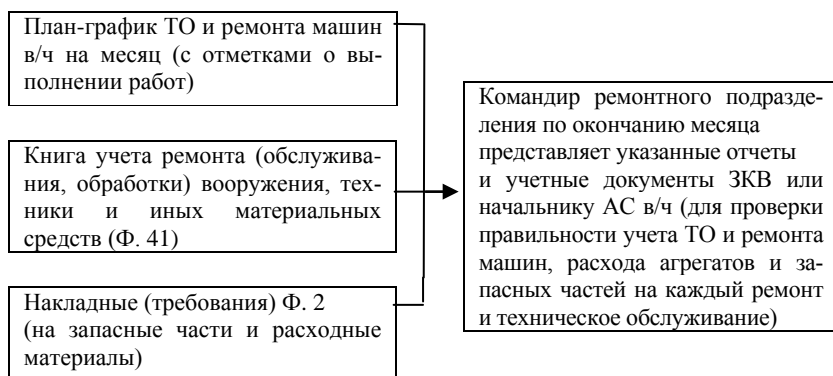 План-график ТО и ремонта машин
в/ч на месяц (с отметками о вы-
полнении работ)
Книга учета ремонта (обслужива-
ния, обработки) вооружения, тех-
ники и иных материальных
средств (Ф. 41)
Накладные (требования) Ф. 2
(на запасные части и расходные
материалы)
Командир ремонтного подразде-
ления по окончанию месяца
представляет указанные отчеты
и учетные документы ЗКВ или
начальнику АС в/ч (для проверки
правильности учета ТО и ремонта
машин, расхода агрегатов и за-
пасных частей на каждый ремонт
и техническое обслуживание)